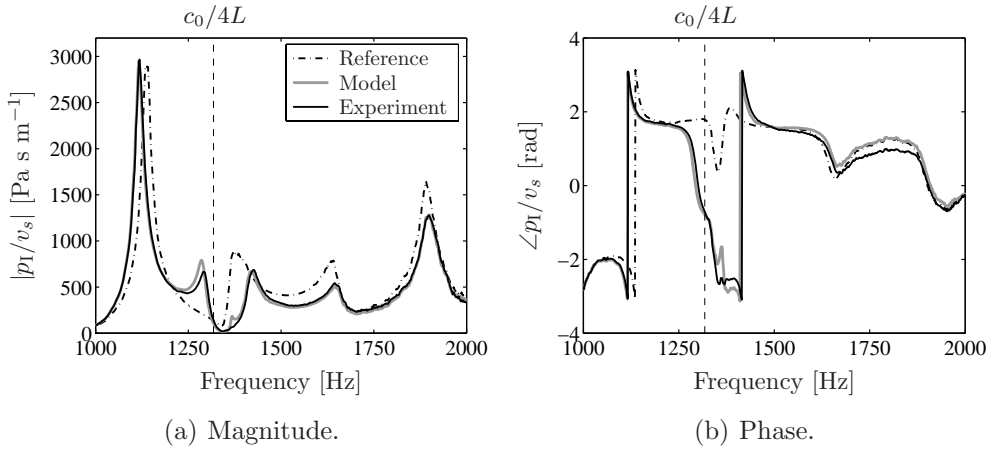 c₀/4L
3000
2500
2000
1500
1000
500
0
1000
1250
1500
1750
2000
|p_I/v_s| [Pa s m⁻¹]
Frequency [Hz]
Reference
Model
Experiment
(a) Magnitude.
c₀/4L
4
2
0
−2
−4
1000
1250
1500
1750
2000
∠p_I/v_s [rad]
Frequency [Hz]
(b) Phase.